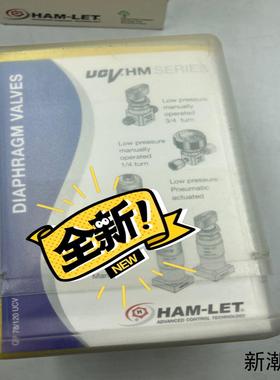 HAM-LET
UCV.HM SERIES
Low pressure
manually
operated
3/4 turn
Low pressure
manually
operated
1/4 turn
Low pressure
Pneumatic
actuated
DIAPHRAGM VALVES
全新!
NEW
HAM-LET
ADVANCED CONTROL TECHNOLOGY
新潮